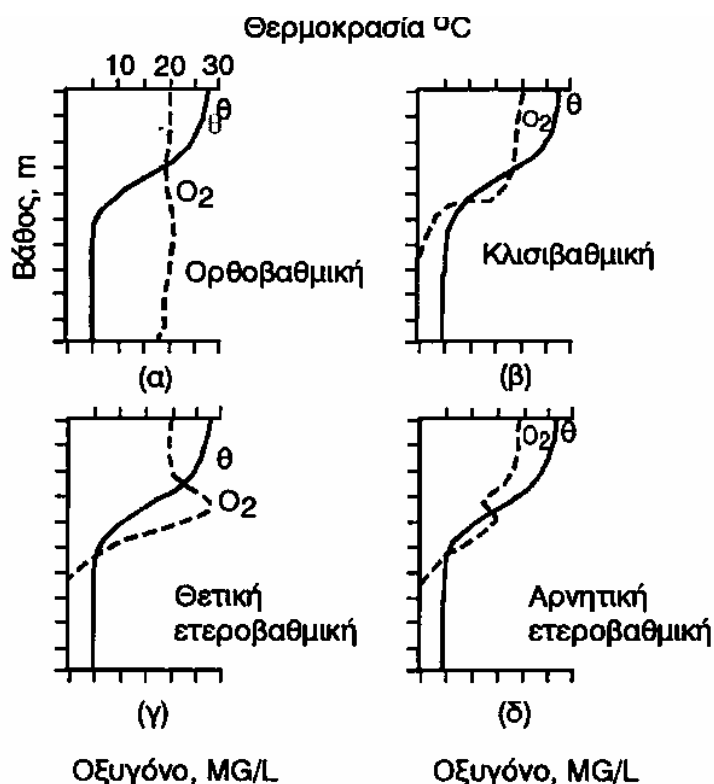 Θερμοκρασία °C
10 20 30
θ
θ
O2
Βάθος, m
Ορθοβαθμική
(α)
O2
θ
Κλισιβαθμική
(β)
θ
O2
Θετική
ετεροβαθμική
(γ)
O2
θ
Αρνητική
ετεροβαθμική
(δ)
Οξυγόνο, MG/L
Οξυγόνο, MG/L